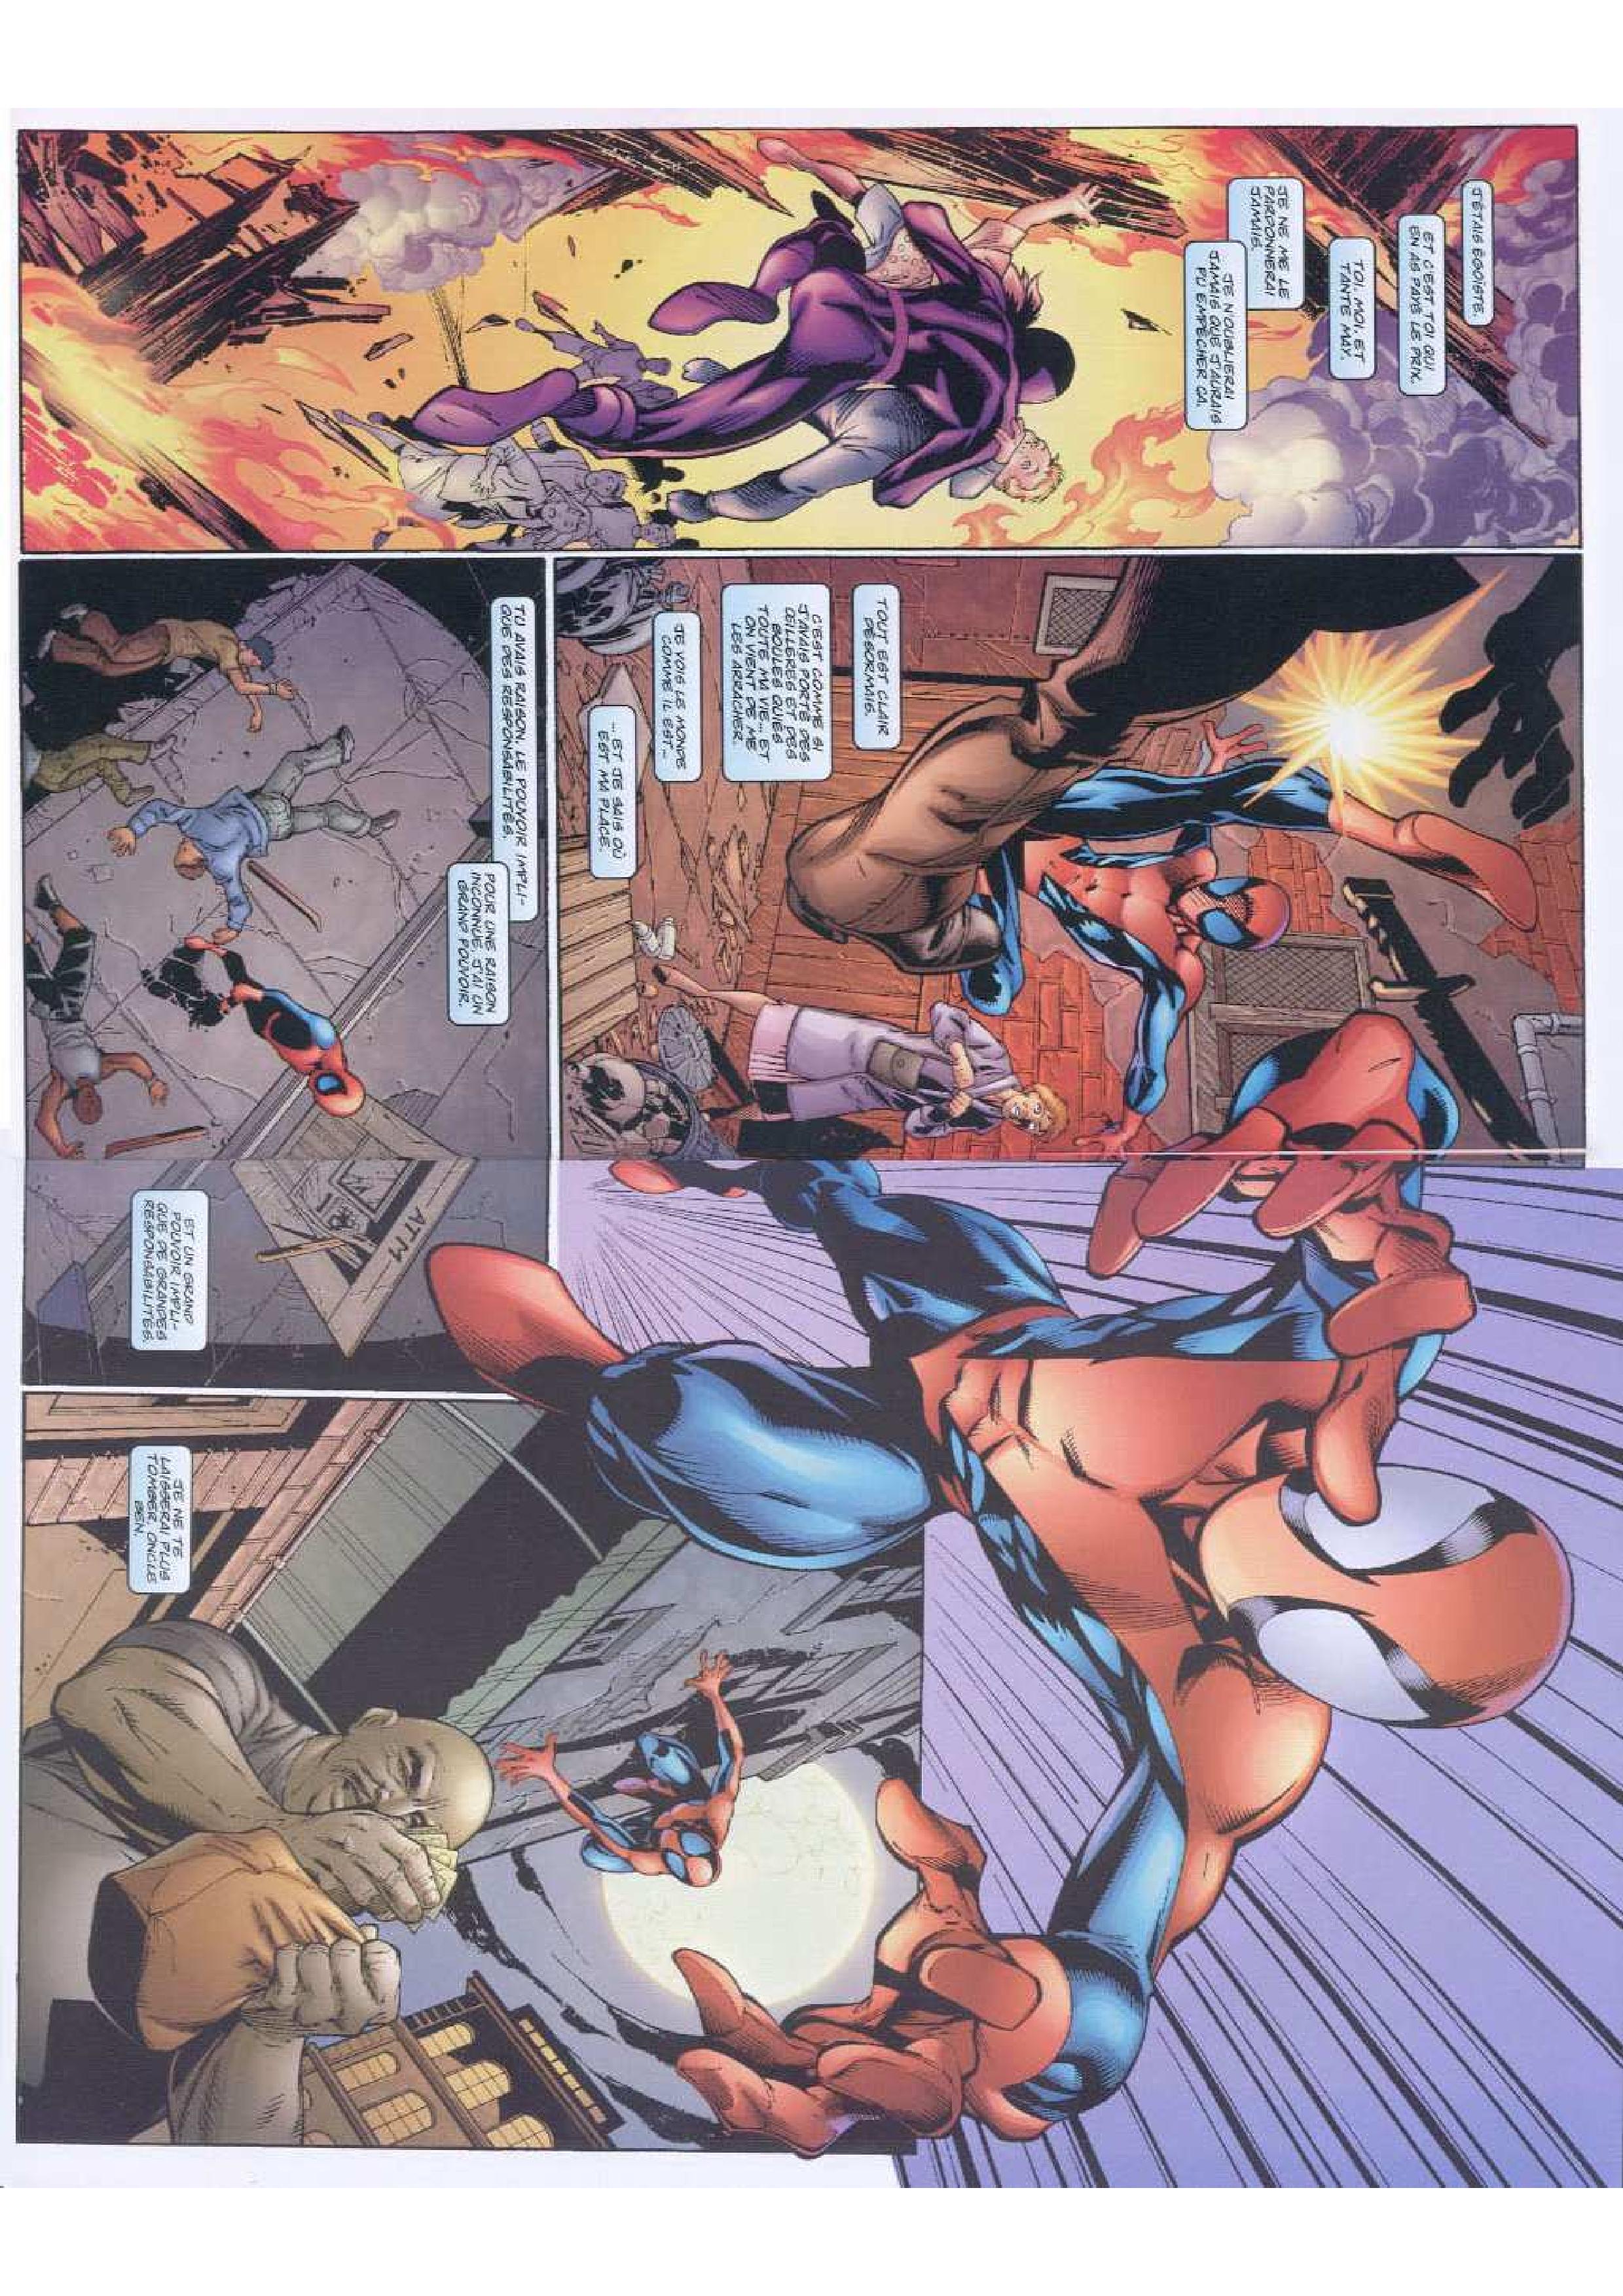 J'ÉTAIS ÉGOÏSTE.
ET C'EST TOI QUI
EN AS PAYÉ LE PRIX.
TOI, MOI, ET
TANTE MAY.
JE NE ME LE
PARDONNERAI
JAMAIS.
JE N'OUBLIERAI
JAMAIS QUE J'AURAIS
PU EMPÊCHER ÇA.
TOUT EST CLAIR
DÉSORMAIS.
C'EST COMME SI
J'AVAIS PORTÉ DES
ŒILLÈRES ET DES
BOULES QUIES
TOUTE MA VIE... ET
ON VIENT DE ME
LES ARRACHER.
JE VOIS LE MONDE
COMME IL EST...
...ET JE SAIS OÙ
EST MA PLACE.
TU AVAIS RAISON. LE POUVOIR IMPLI-
QUE DES RESPONSABILITÉS.
POUR UNE RAISON
INCONNUE, J'AI UN
GRAND POUVOIR.
ATM
ET UN GRAND
POUVOIR IMPLI-
QUE DE GRANDES
RESPONSABILITÉS.
JE NE TE
LAISSERAI PLUS
TOMBER, ONCLE
BEN.